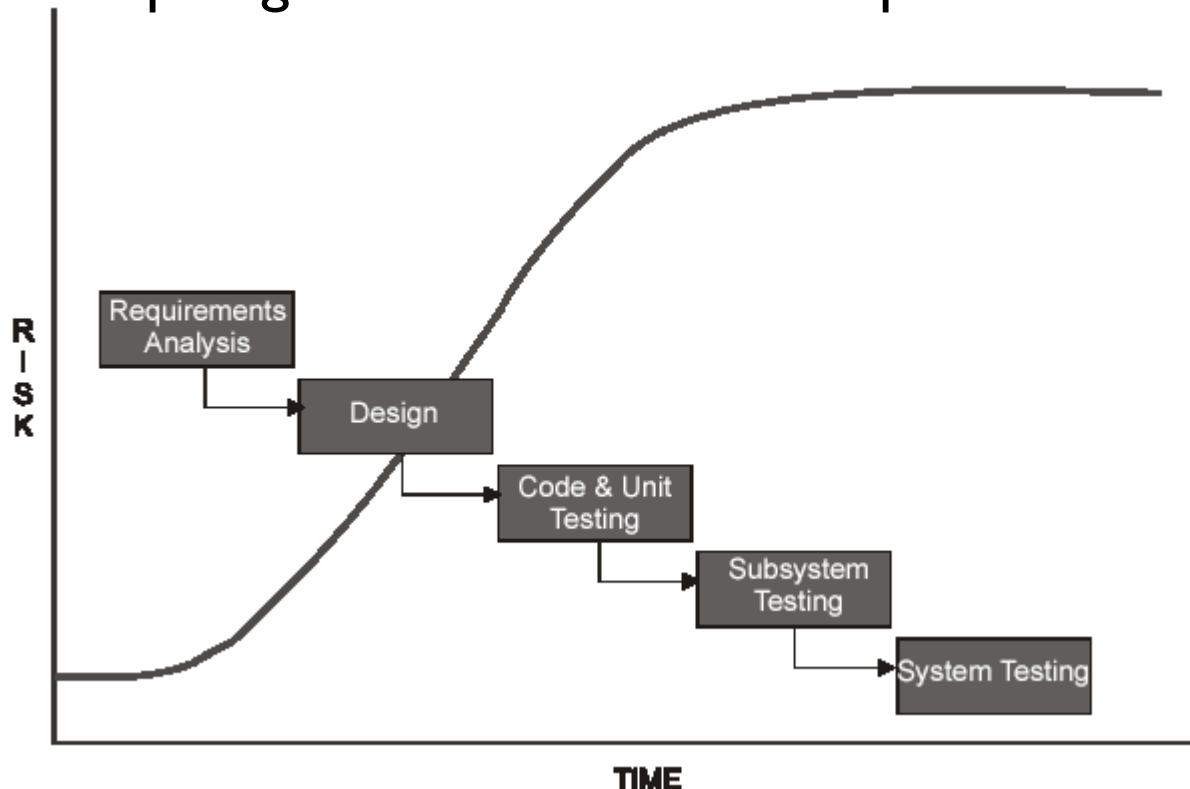 Requirements
Analysis
Design
Code & Unit
Testing
Subsystem
Testing
System Testing
R
I
S
K
TIME